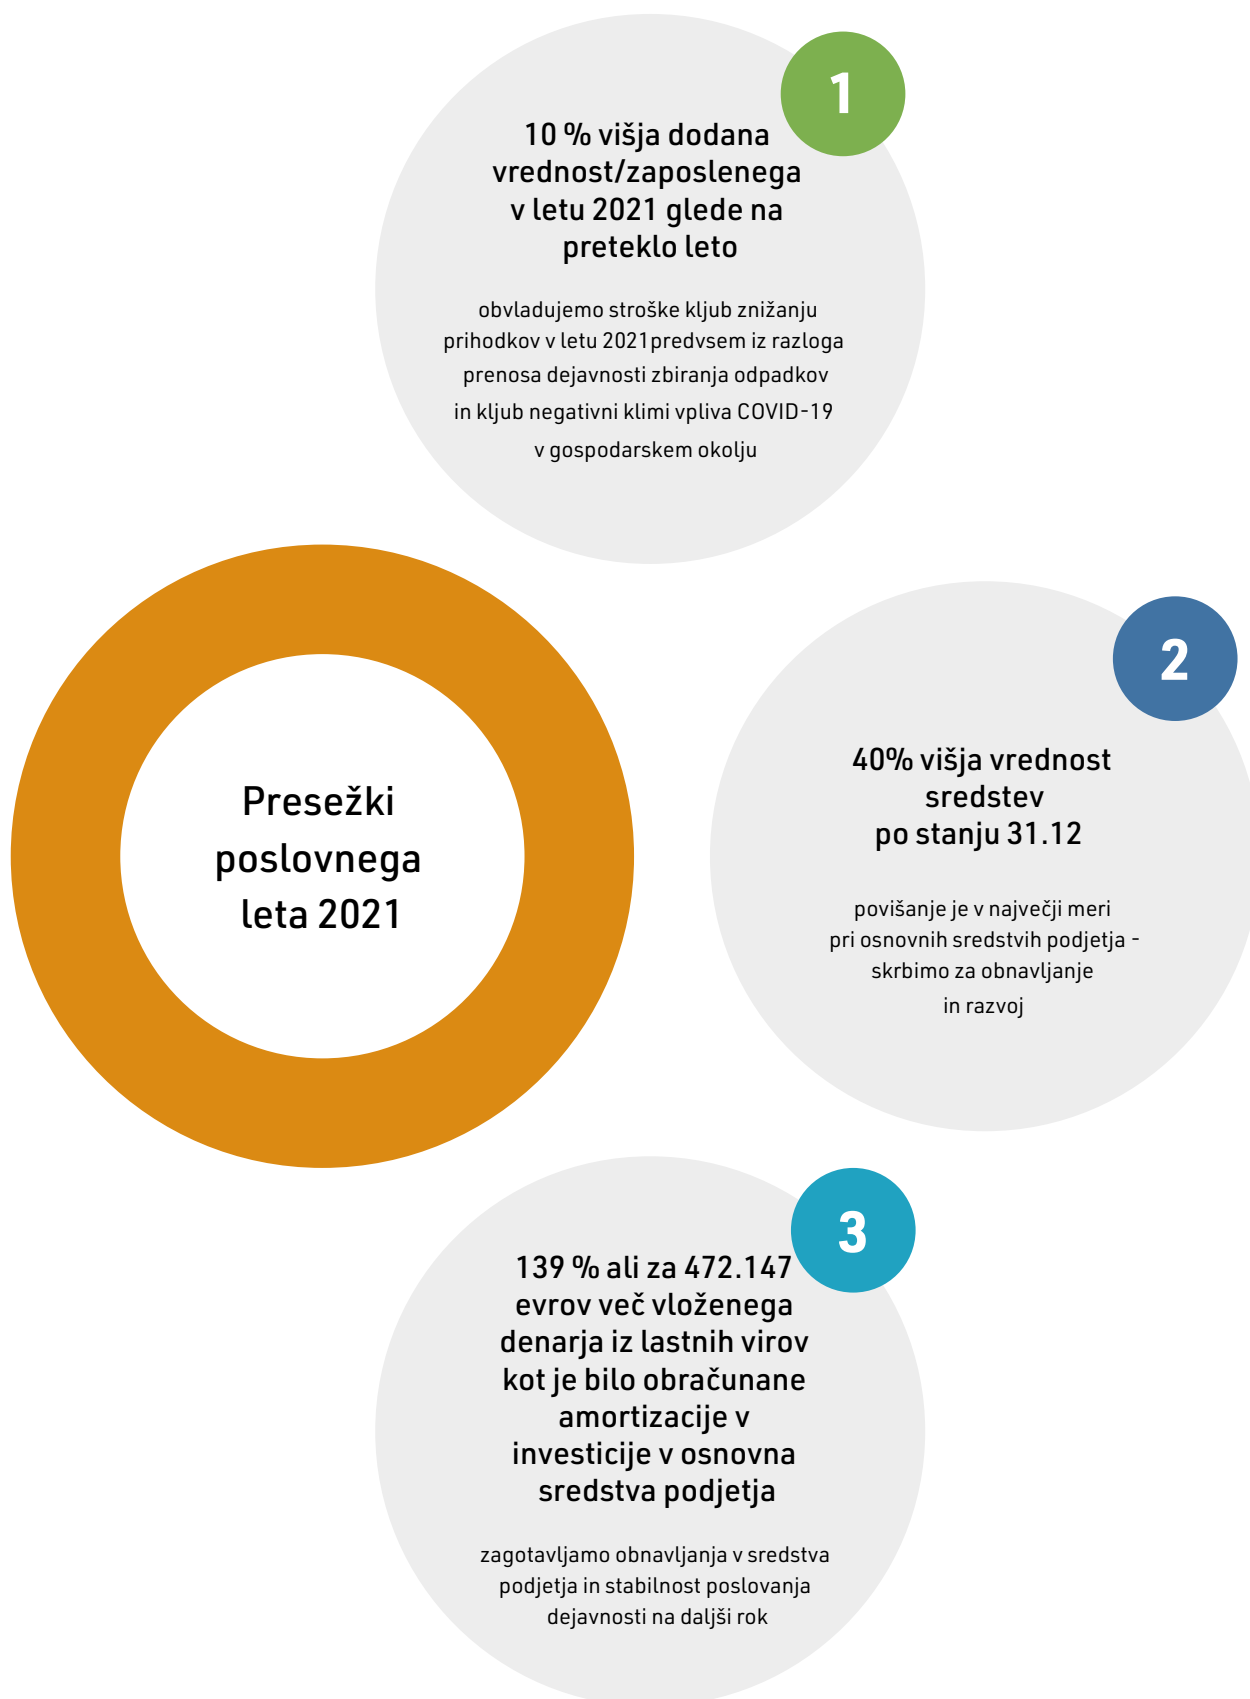 1
10 % višja dodana
vrednost/zaposlenega
v letu 2021 glede na
preteklo leto
obvladujemo stroške kljub znižanju
prihodkov v letu 2021predvsem iz razloga
prenosa dejavnosti zbiranja odpadkov
in kljub negativni klimi vpliva COVID-19
v gospodarskem okolju
Presežki
poslovnega
leta 2021
2
40% višja vrednost
sredstev
po stanju 31.12
povišanje je v največji meri
pri osnovnih sredstvih podjetja -
skrbimo za obnavljanje
in razvoj
3
139 % ali za 472.147
evrov več vloženega
denarja iz lastnih virov
kot je bilo obračunane
amortizacije v
investicije v osnovna
sredstva podjetja
zagotavljamo obnavljanja v sredstva
podjetja in stabilnost poslovanja
dejavnosti na daljši rok